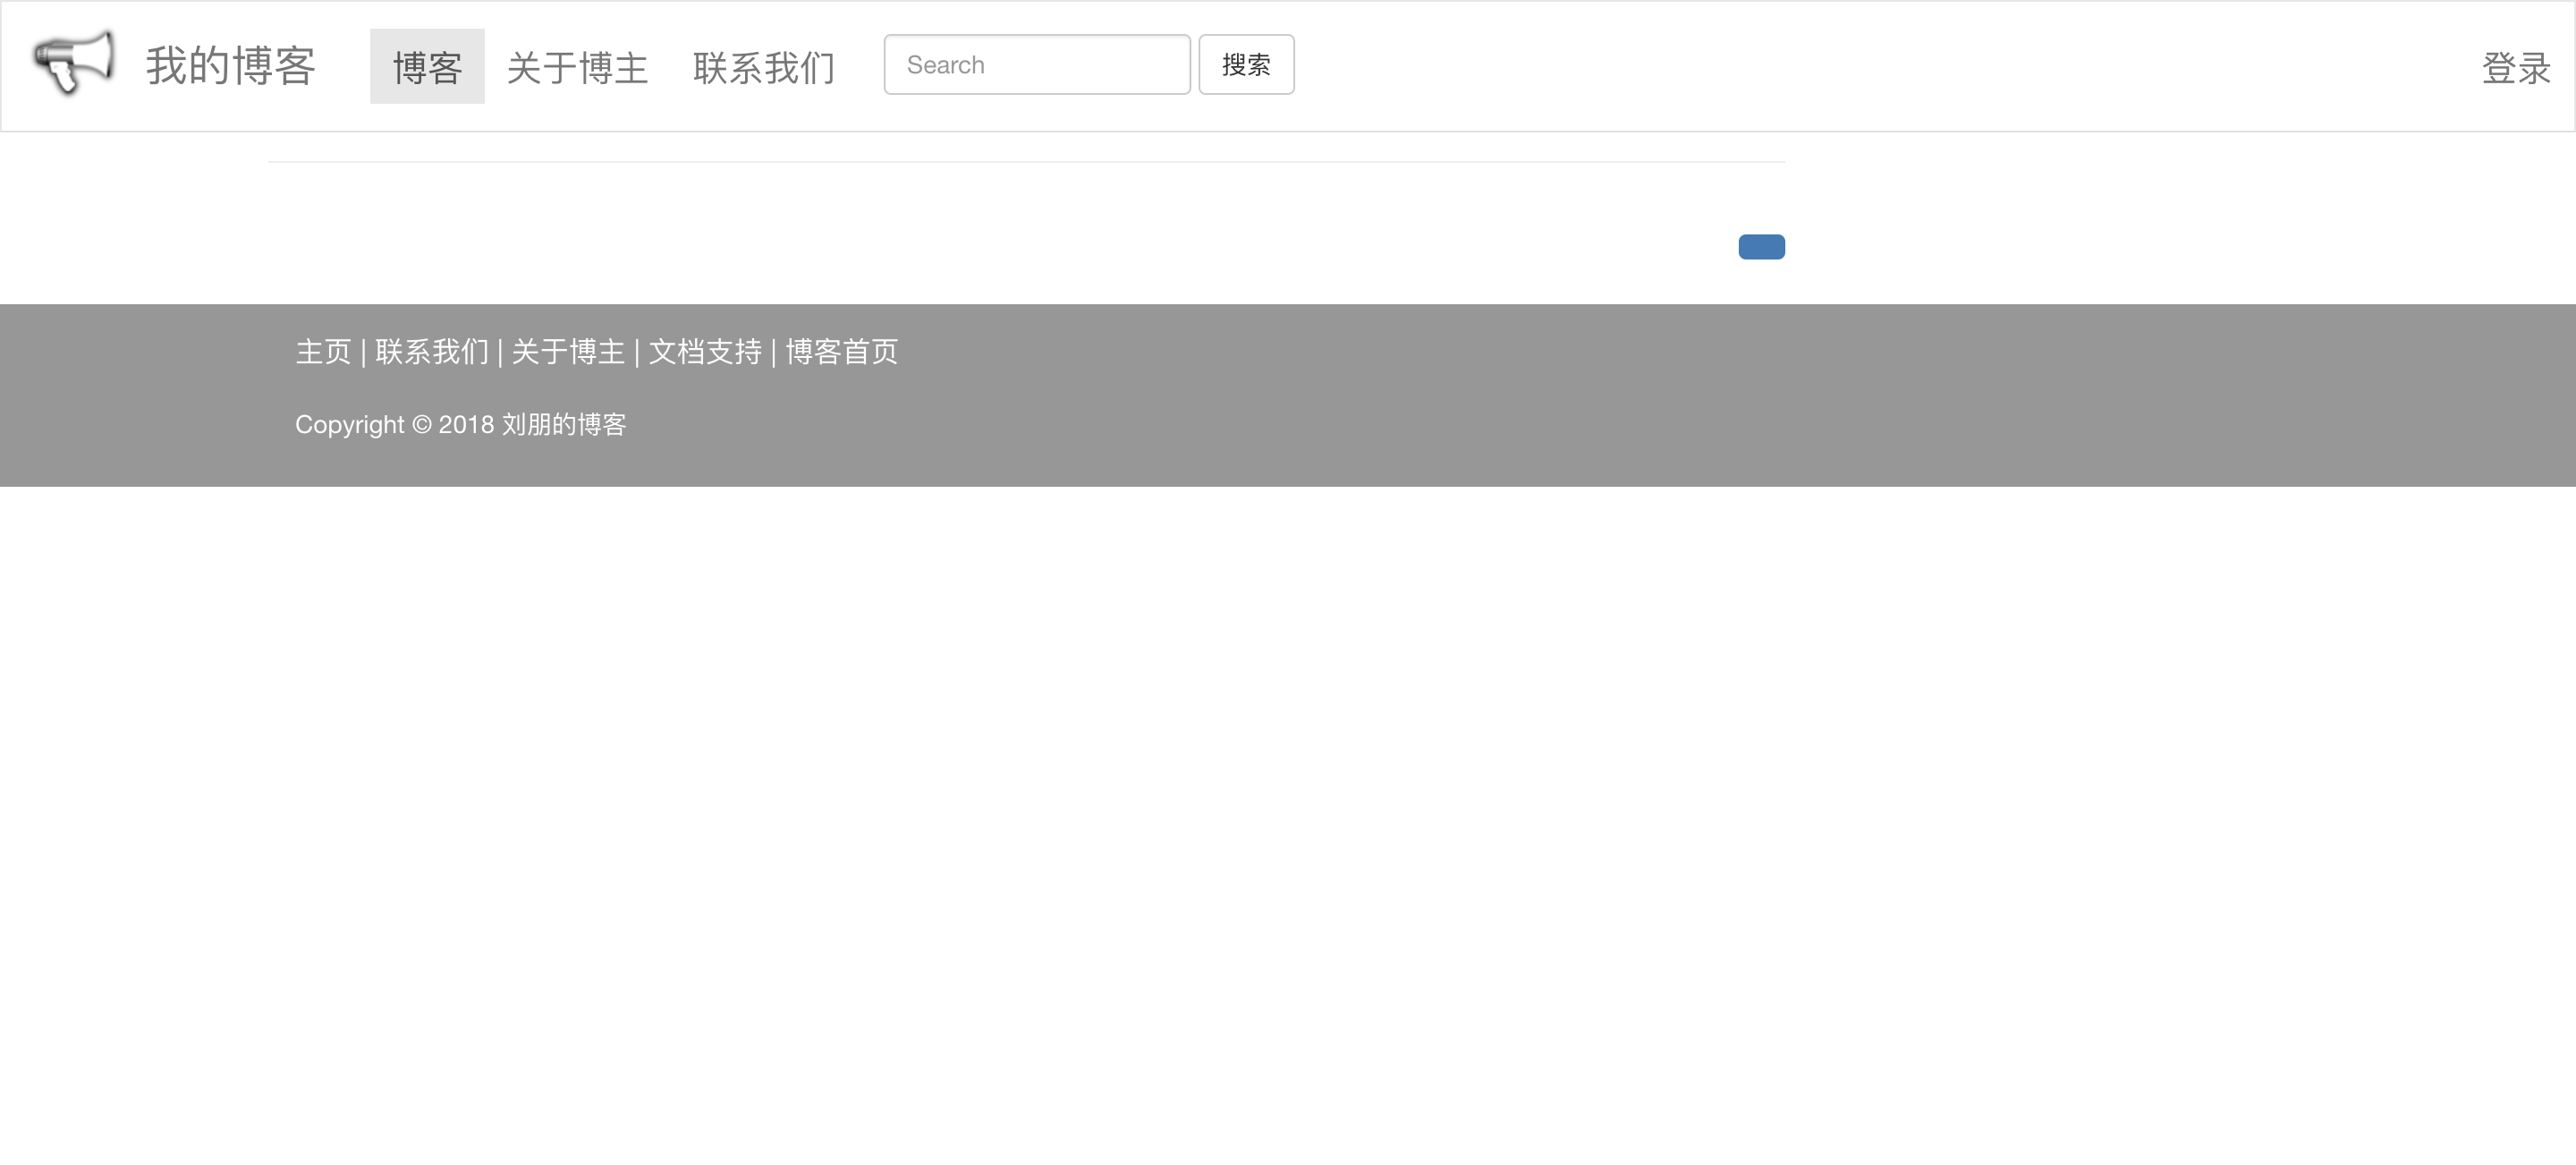 我的博客 博客 关于博主 联系我们 Search 搜索 登录
主页 | 联系我们 | 关于博主 | 文档支持 | 博客首页
Copyright © 2018 刘朋的博客